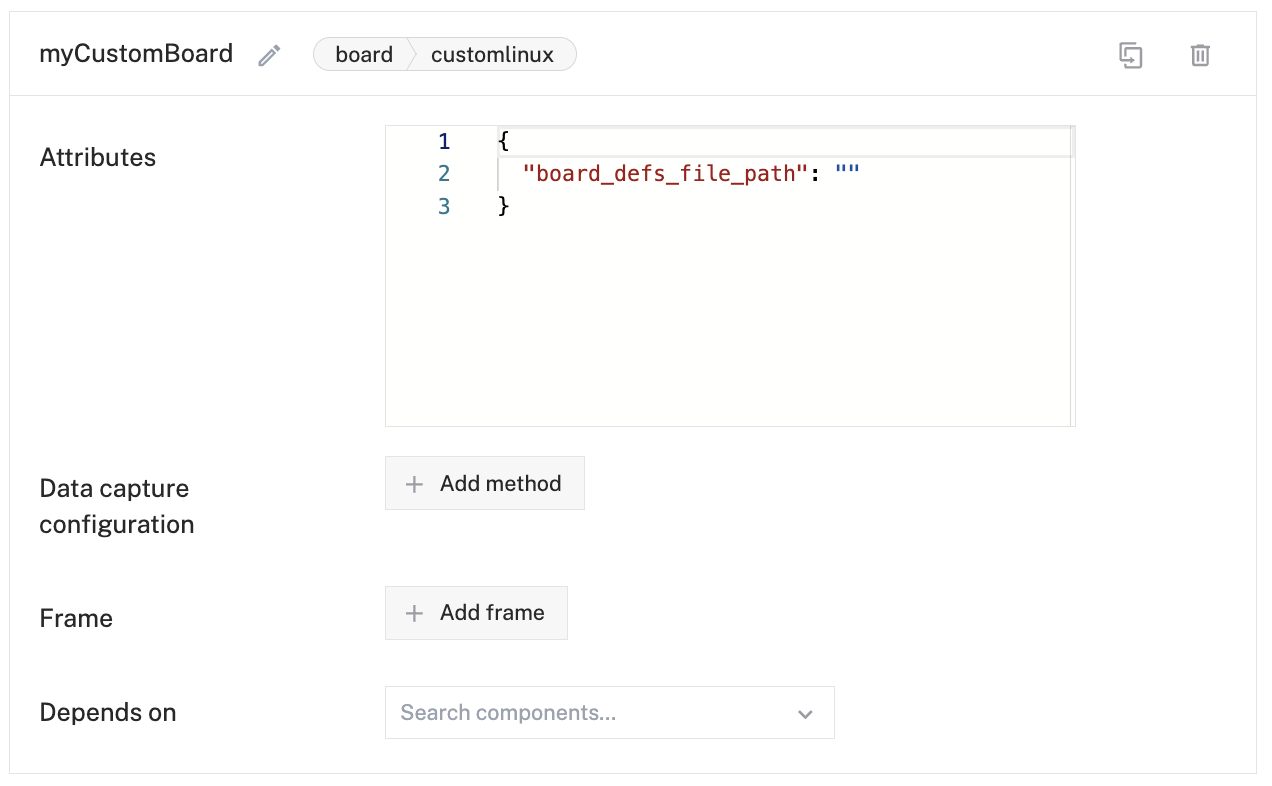 myCustomBoard
board customlinux
Attributes
1 {
2 "board_defs_file_path": ""
3 }
Data capture
configuration
Add method
Frame
Add frame
Depends on
Search components...